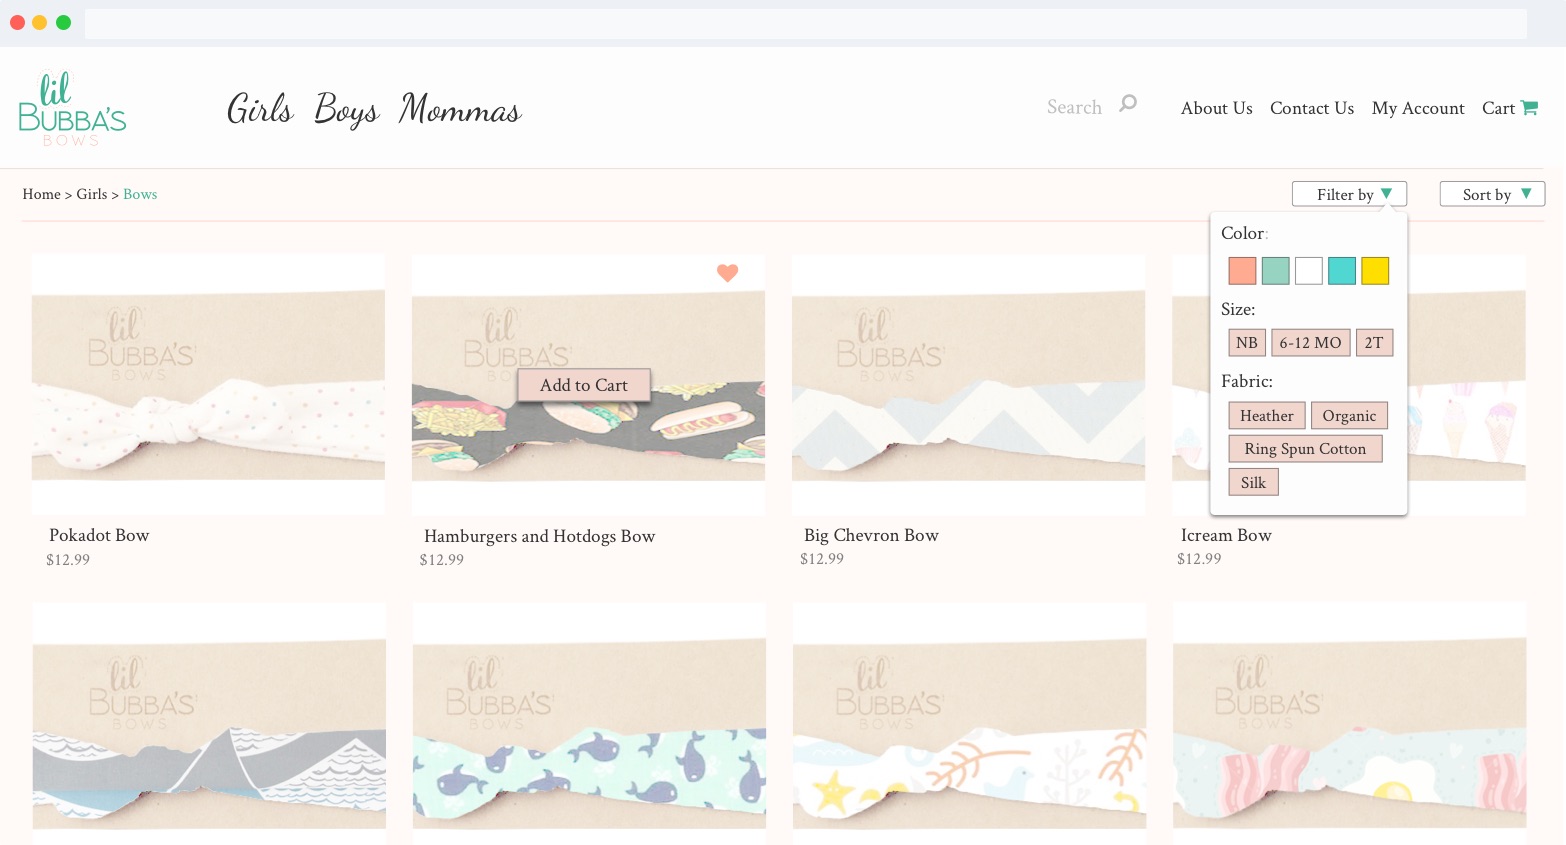 lil
BUBBA'S
BOWS
Girls Boys Mommas
Search
About Us Contact Us My Account Cart
Home > Girls > Bows
Filter by ▼
Sort by ▼
Color:
Size:
NB 6-12 MO 2T
Fabric:
Heather Organic
Ring Spun Cotton
Silk
lil
BUBBA'S
BOWS
lil
BUBBA'S
BOWS
Add to Cart
lil
BUBBA'S
BOWS
Pokadot Bow
$12.99
Hamburgers and Hotdogs Bow
$12.99
Big Chevron Bow
$12.99
Icream Bow
$12.99
lil
BUBBA'S
BOWS
lil
BUBBA'S
BOWS
lil
BUBBA'S
BOWS
lil
BUBBA'S
BOWS